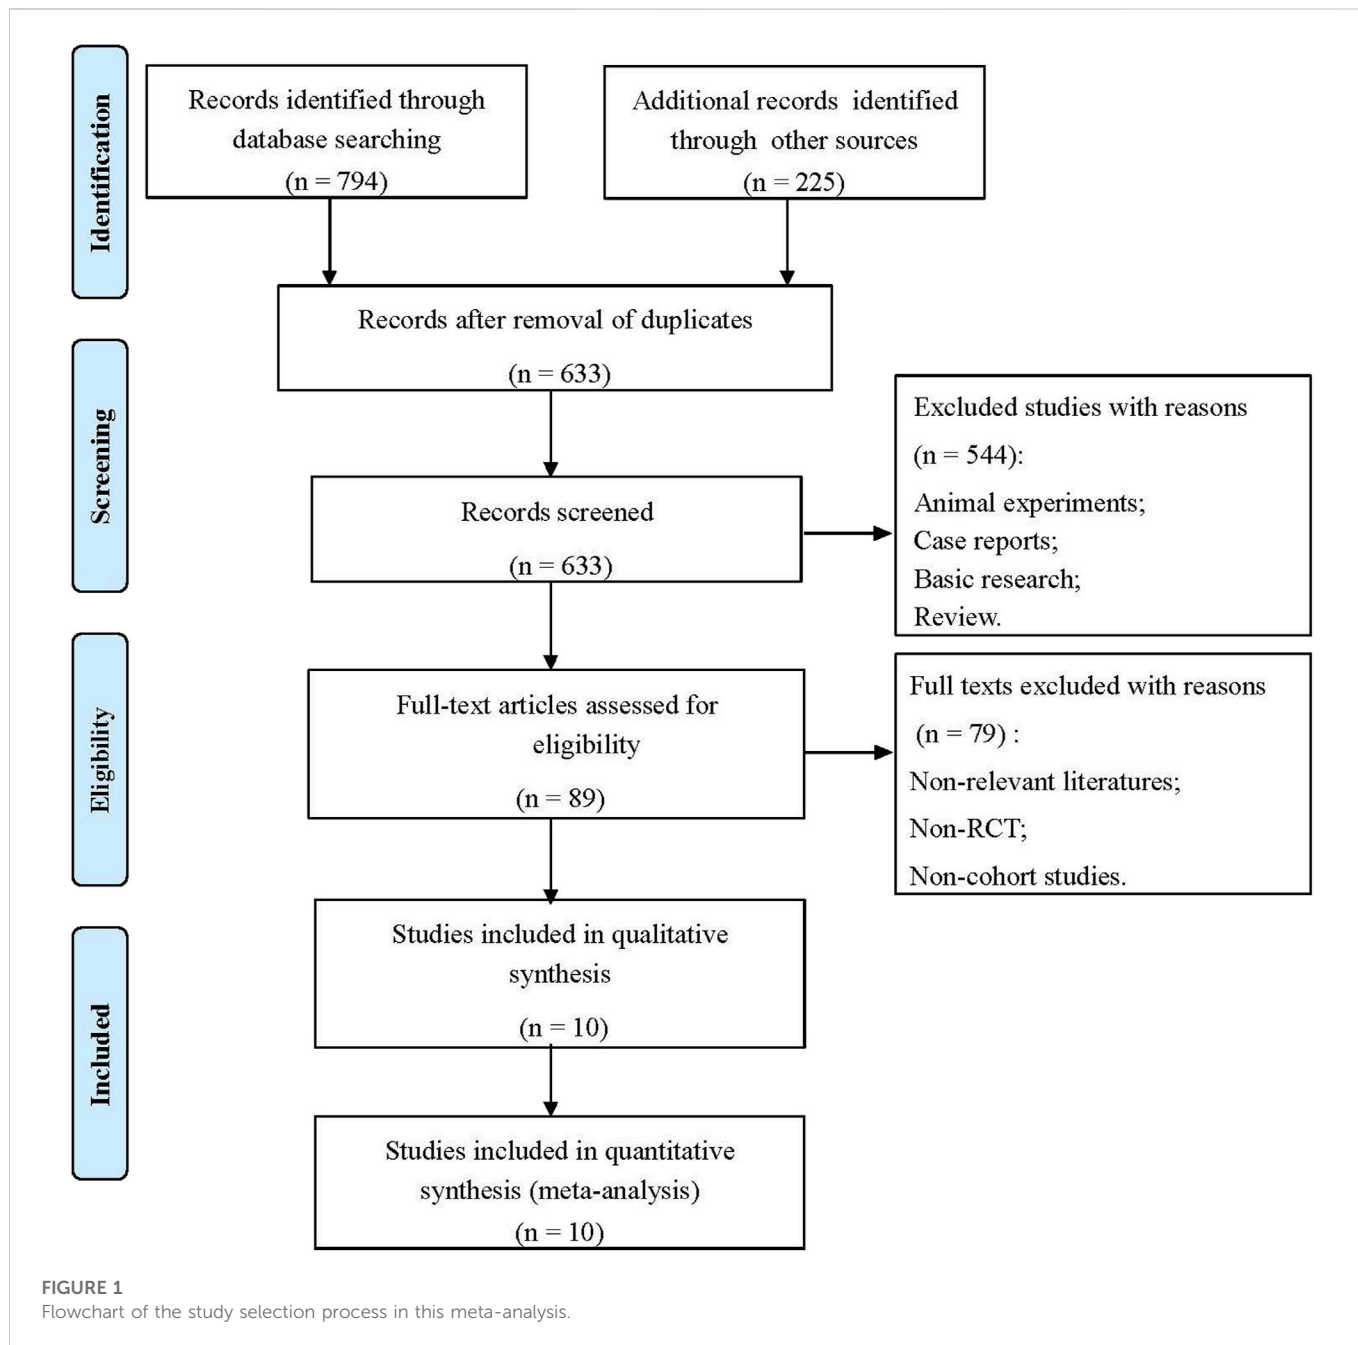 Identification
Records identified through
database searching
(n = 794)
Additional records identified
through other sources
(n = 225)
Records after removal of duplicates
(n = 633)
Screening
Records screened
(n = 633)
Excluded studies with reasons
(n = 544):
Animal experiments;
Case reports;
Basic research;
Review.
Eligibility
Full-text articles assessed for
eligibility
(n = 89)
Full texts excluded with reasons
(n = 79) :
Non-relevant literatures;
Non-RCT;
Non-cohort studies.
Included
Studies included in qualitative
synthesis
(n = 10)
Studies included in quantitative
synthesis (meta-analysis)
(n = 10)
FIGURE 1
Flowchart of the study selection process in this meta-analysis.